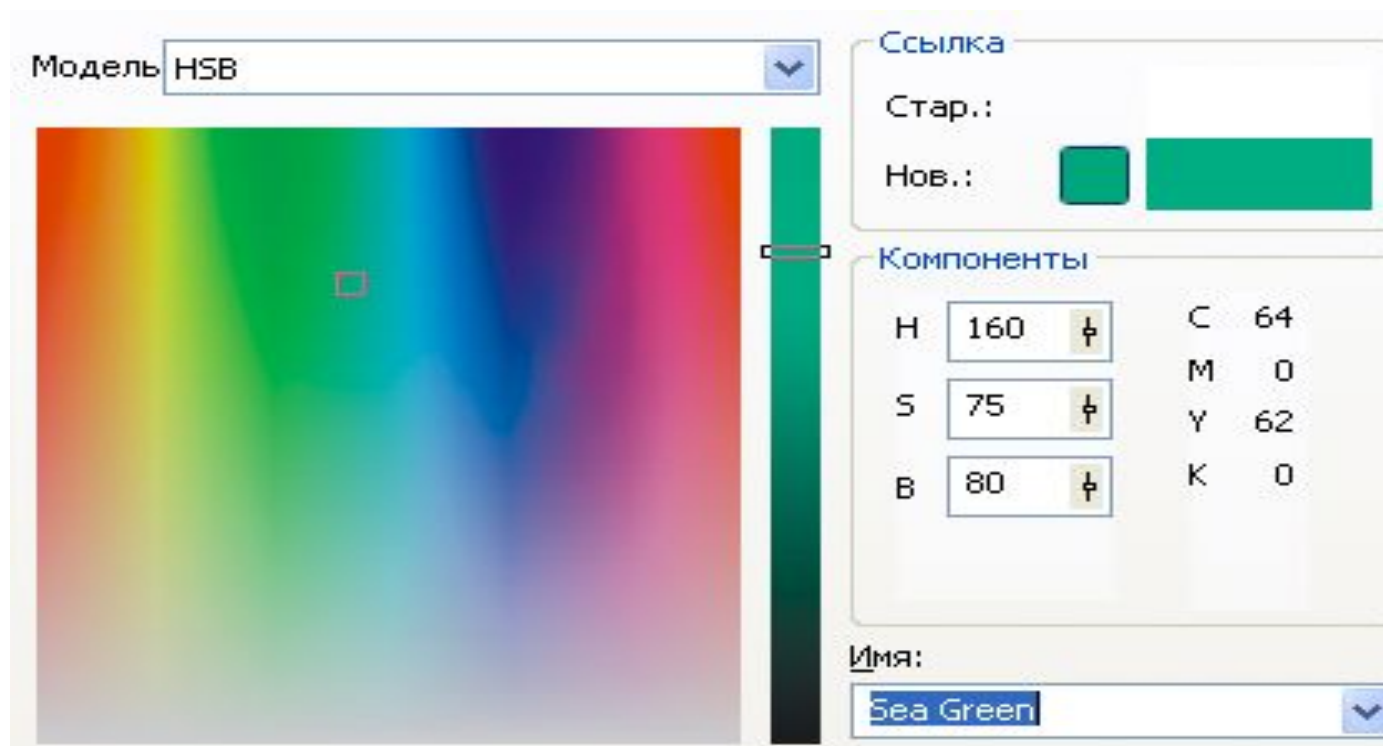 Модель HSB
Ссылка
Стар.:
Нов.:
Компоненты
H 160 C 64
M 0
S 75
Y 62
B 80 K 0
Имя:
Sea Green